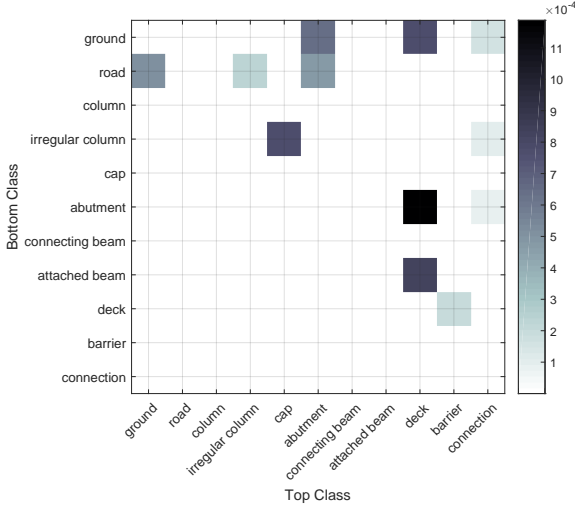 ×10⁻⁴
ground
road
column
irregular column
cap
abutment
connecting beam
attached beam
deck
barrier
connection
Bottom Class
ground
road
column
irregular column
cap
abutment
connecting beam
attached beam
deck
barrier
connection
Top Class
11
10
9
8
7
6
5
4
3
2
1